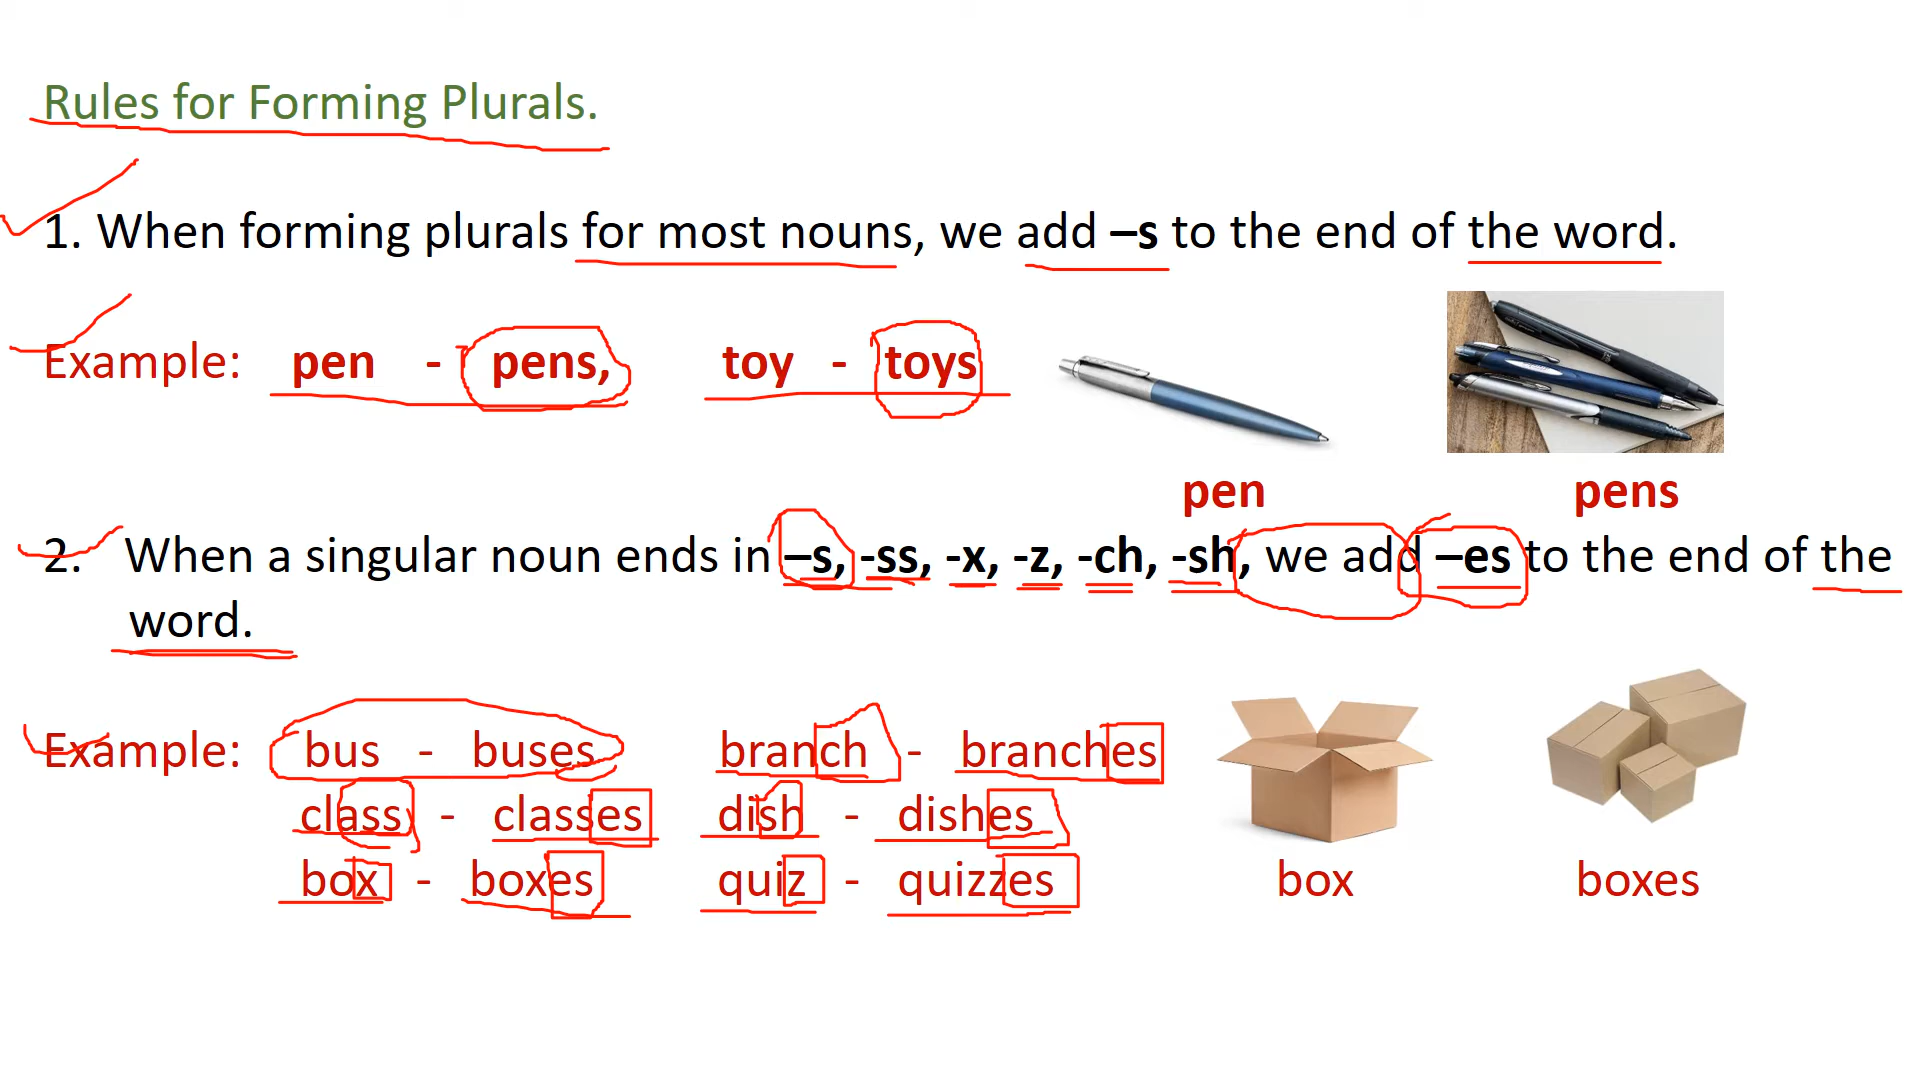 Rules for Forming Plurals.
1. When forming plurals for most nouns, we add –s to the end of the word.
Example: pen - pens, toy - toys
pen pens
2. When a singular noun ends in –s, -ss, -x, -z, -ch, -sh, we add –es to the end of the
word.
Example: bus - buses branch - branches
class - classes dish - dishes
box - boxes quiz - quizzes box boxes